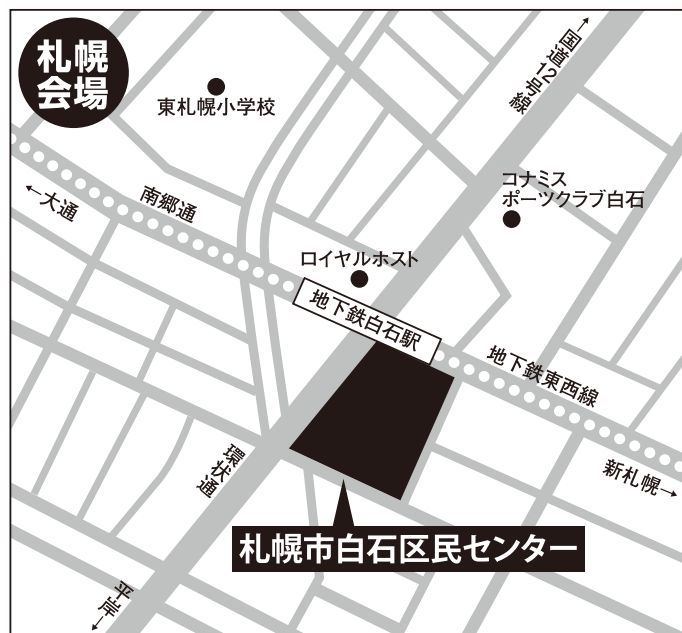 札幌
会場
東札幌小学校
→国道12号線
コナミス
ポーツクラブ白石
←大通
南郷通
ロイヤルホスト
地下鉄白石駅
地下鉄東西線
環状通
新札幌→
札幌市白石区民センター
平岸←